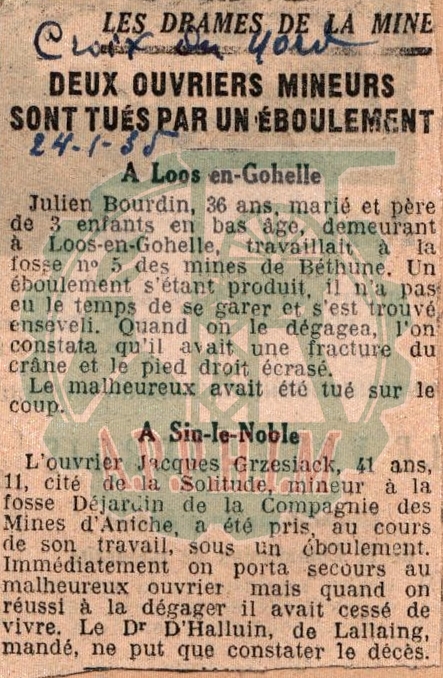 LES DRAMES DE LA MINE
Croix du Nord
DEUX OUVRIERS MINEURS
SONT TUÉS PAR UN ÉBOULEMENT
24-1-35
A Loos en-Gohelle
Julien Bourdin, 36 ans, marié et père
de 3 enfants en bas âge, demeurant
à Loos-en-Gohelle, travaillait à la
fosse nº 5 des mines de Béthune. Un
éboulement s'étant produit, il n'a pas
eu le temps de se garer et s'est trouvé
enseveli. Quand on le dégagea, l'on
constata qu'il avait une fracture du
crâne et le pied droit écrasé.
Le malheureux avait été tué sur le
coup.
A Sin-le-Noble
L'ouvrier Jacques Grzesiack, 41 ans,
11, cité de la Solitude, mineur à la
fosse Déjardin de la Compagnie des
Mines d'Aniche, a été pris, au cours
de son travail, sous un éboulement.
Immédiatement on porta secours au
malheureux ouvrier mais quand on
réussi à la dégager il avait cessé de
vivre. Le Dr D'Halluin, de Lallaing,
mandé, ne put que constater le décès.